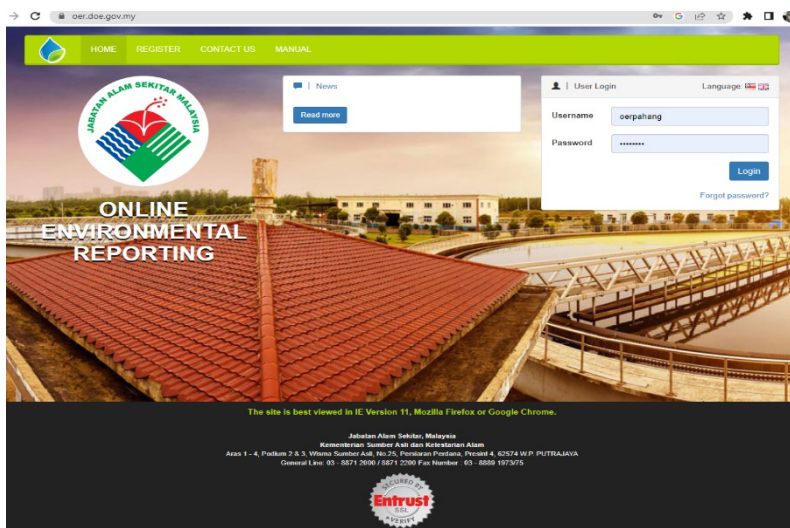 oer.doe.gov.my
HOME REGISTER CONTACT US MANUAL
JABATAN ALAM SEKITAR MALAYSIA
ONLINE
ENVIRONMENTAL
REPORTING
| News
Read more
| User Login Language:
Username oerpahang
Password ········
Login
Forgot password?
The site is best viewed in IE Version 11, Mozilla Firefox or Google Chrome.
Jabatan Alam Sekitar, Malaysia
Kementerian Sumber Asli dan Kelestarian Alam
Aras 1 - 4, Podium 2 & 3, Wisma Sumber Asli, No.25, Persiaran Perdana, Presint 4, 62574 W.P. PUTRAJAYA
General Line: 03 - 8871 2000 / 8871 2200 Fax Number : 03 - 8889 1973/75
SECURED BY
Entrust
SSL
VERIFY